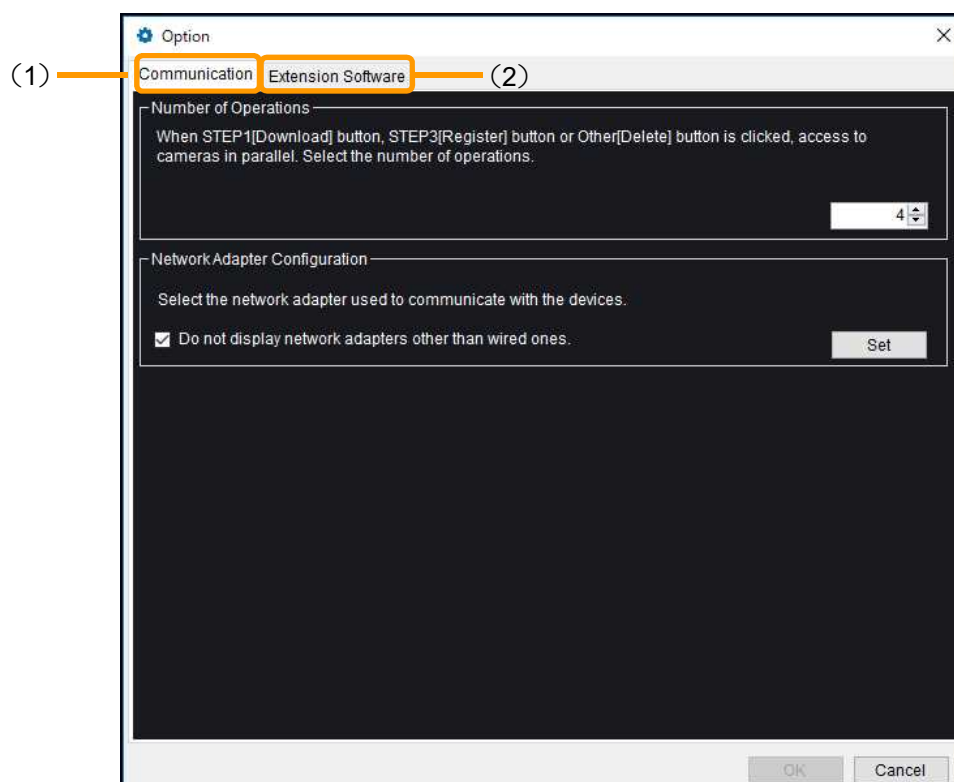 Option
(1)
Communication
Extension Software
(2)
Number of Operations
When STEP1[Download] button, STEP3[Register] button or Other[Delete] button is clicked, access to
cameras in parallel. Select the number of operations.
4
Network Adapter Configuration
Select the network adapter used to communicate with the devices.
Do not display network adapters other than wired ones.
Set
OK
Cancel